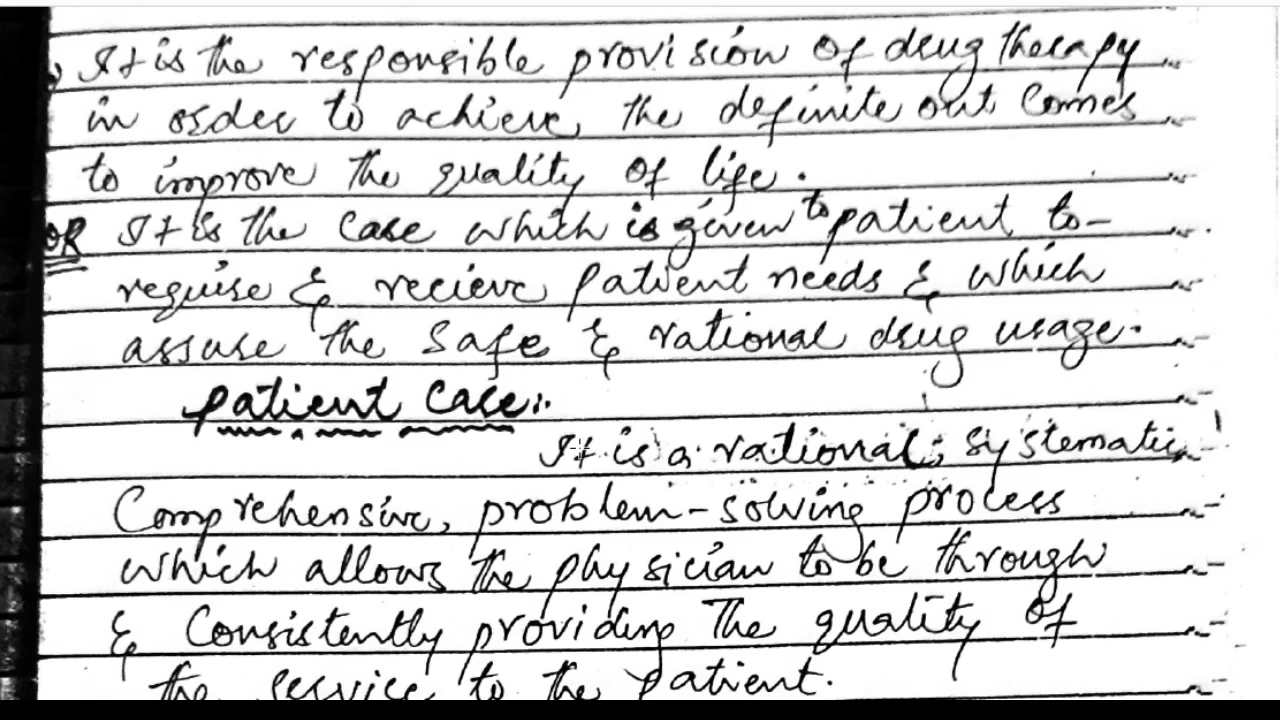 It is the responsible provision of drug therapy
in order to achieve the definite out comes
to improve the quality of life.
OR It is the care which is given to patient to-
require & recieve patient needs & which
assure the safe & rational drug usage.
patient care:.
It is a rational, systematic
Comprehensive, problem-solving process
which allows the physician to be through
& Consistently providing The quality of
the service to the patient.